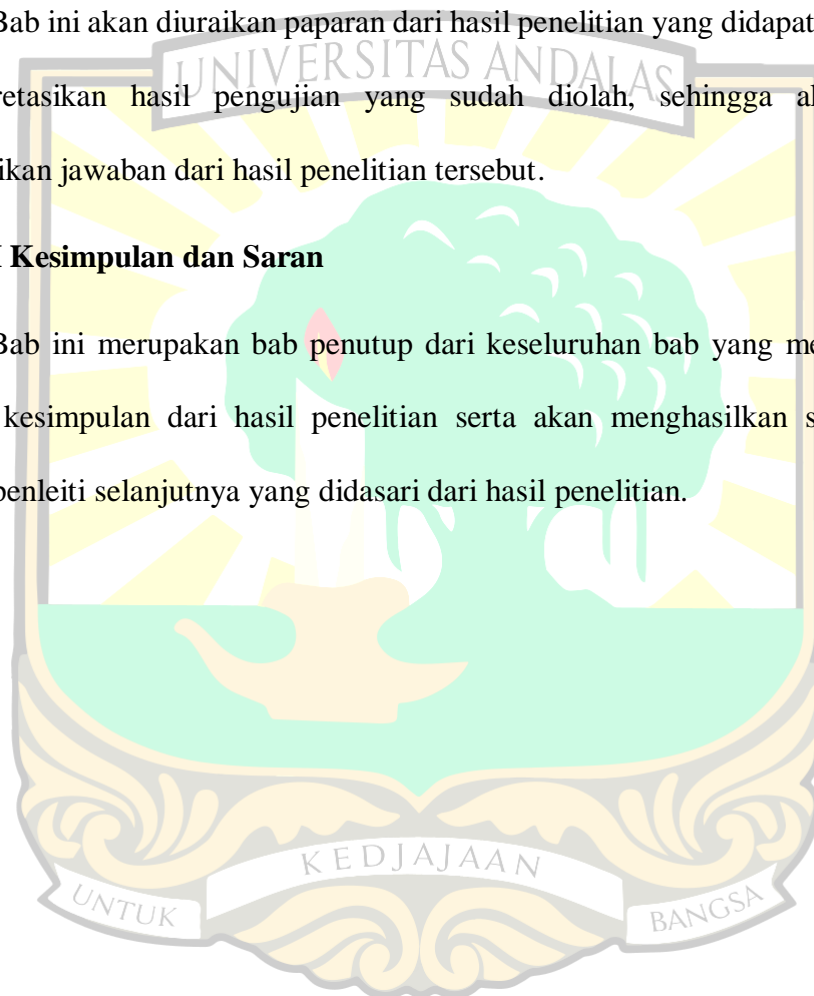 Bab ini akan diuraikan paparan dari hasil penelitian yang didapat
UNIVERSITAS ANDALAS
retasikan hasil pengujian yang sudah diolah, sehingga
ikan jawaban dari hasil penelitian tersebut.
Kesimpulan dan Saran
Bab ini merupakan bab penutup dari keseluruhan bab yang
kesimpulan dari hasil penelitian serta akan menghasilkan
penleiti selanjutnya yang didasari dari hasil penelitian.
UNTUK KEDJAJAAN BANGSA